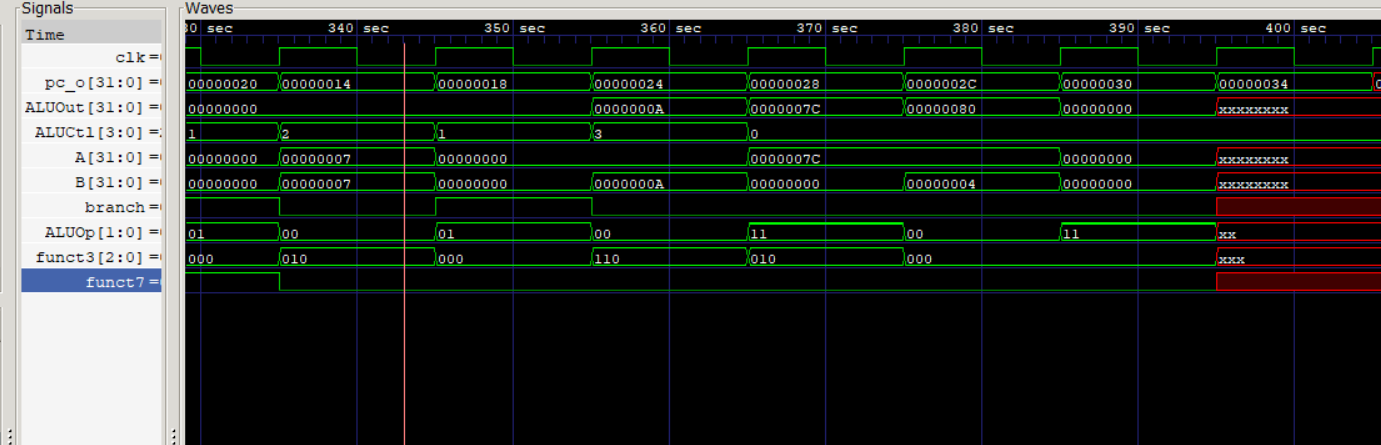 Signals Waves
Time 30 sec 340 sec 350 sec 360 sec 370 sec 380 sec 390 sec 400 sec
clk =
pc_o[31:0] = 00000020 00000014 00000018 00000024 00000028 0000002C 00000030 00000034
ALUOut[31:0] = 00000000 0000000A 0000007C 00000080 00000000 xxxxxxxx
ALUCtl[3:0] = 1 2 1 3 0
A[31:0] = 00000000 00000007 00000000 0000007C 00000000 xxxxxxxx
B[31:0] = 00000000 00000007 00000000 0000000A 00000000 00000004 00000000 xxxxxxxx
branch =
ALUOp[1:0] = 01 00 01 00 11 00 11 xx
funct3[2:0] = 000 010 000 110 010 000 xxx
funct7 =